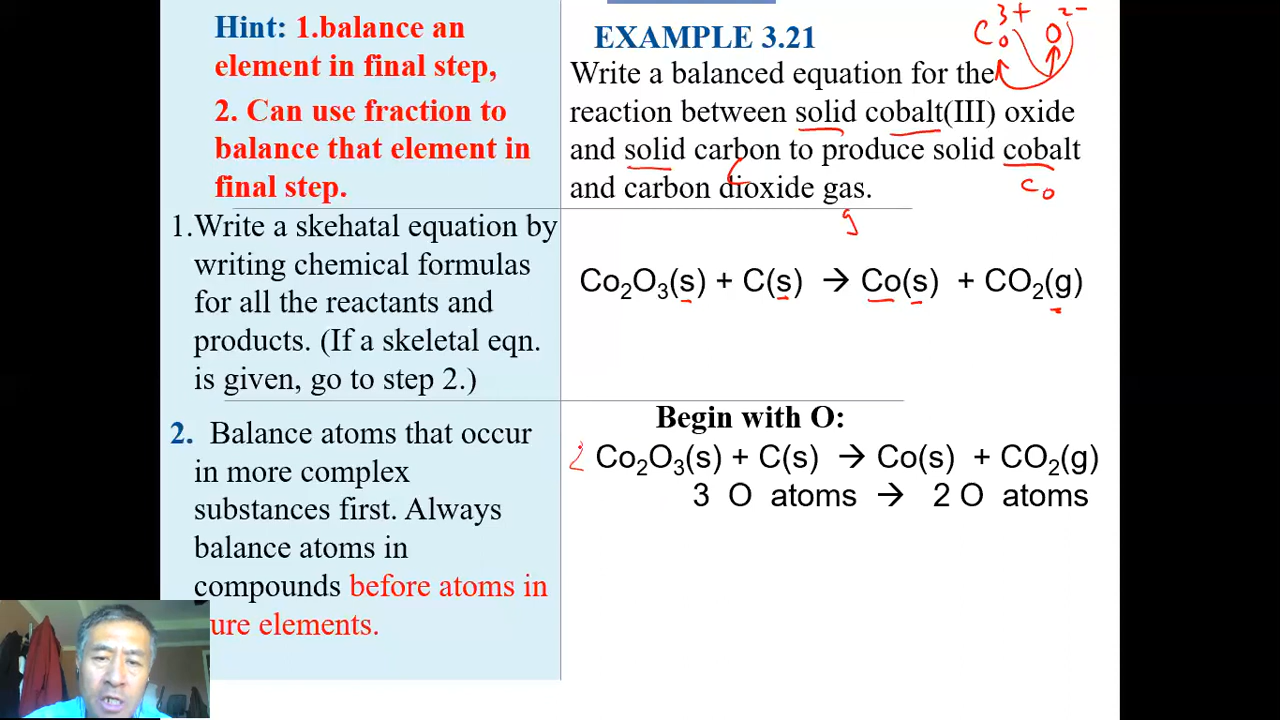 Hint: 1.balance an
element in final step,
2. Can use fraction to
balance that element in
final step.
1.Write a skehatal equation by
writing chemical formulas
for all the reactants and
products. (If a skeletal eqn.
is given, go to step 2.)
2. Balance atoms that occur
in more complex
substances first. Always
balance atoms in
compounds before atoms in
ure elements.
EXAMPLE 3.21
Co³⁺ O²⁻
Write a balanced equation for the
reaction between solid cobalt(III) oxide
and solid carbon to produce solid cobalt
and carbon dioxide gas.
C
Co
g
Co₂O₃(s) + C(s) → Co(s) + CO₂(g)
Begin with O:
2 Co₂O₃(s) + C(s) → Co(s) + CO₂(g)
3 O atoms → 2 O atoms